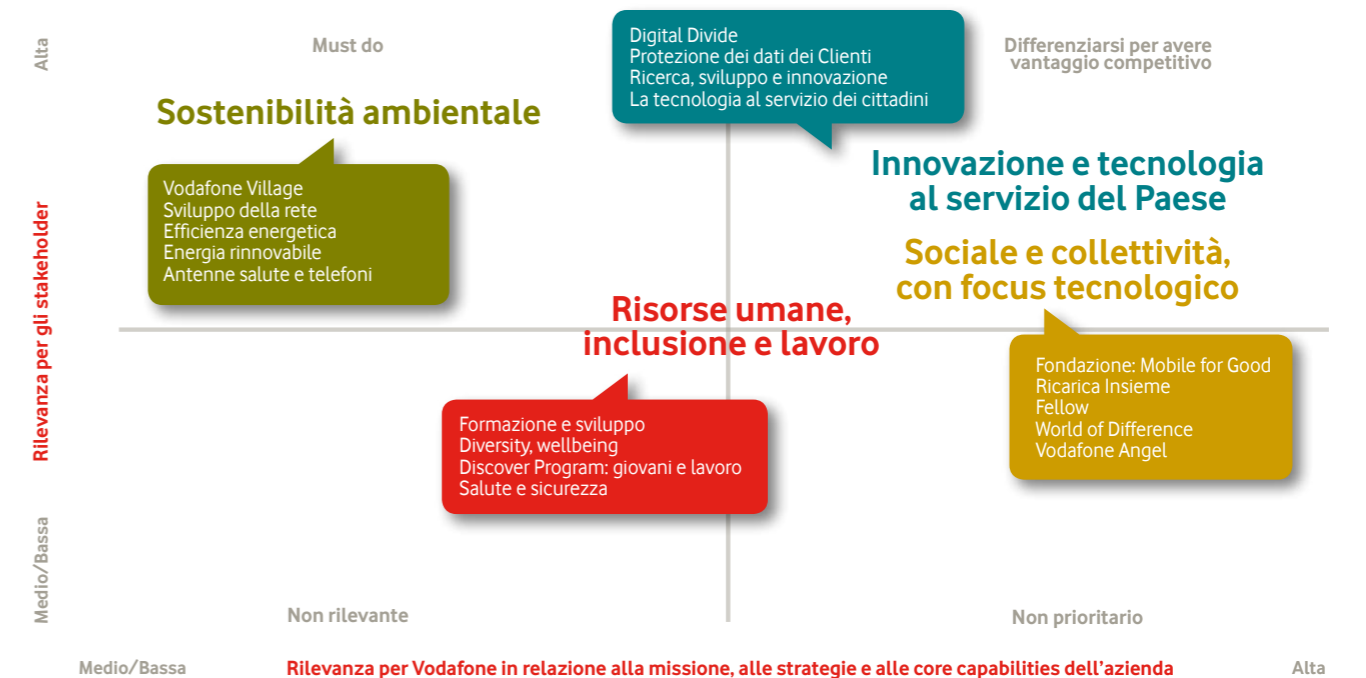 Alta
Must do
Digital Divide
Protezione dei dati dei Clienti
Ricerca, sviluppo e innovazione
La tecnologia al servizio dei cittadini
Differenziarsi per avere
vantaggio competitivo
Sostenibilità ambientale
Vodafone Village
Sviluppo della rete
Efficienza energetica
Energia rinnovabile
Antenne salute e telefoni
Innovazione e tecnologia
al servizio del Paese
Sociale e collettività,
con focus tecnologico
Rilevanza per gli stakeholder
Risorse umane,
inclusione e lavoro
Fondazione: Mobile for Good
Ricarica Insieme
Fellow
World of Difference
Vodafone Angel
Formazione e sviluppo
Diversity, wellbeing
Discover Program: giovani e lavoro
Salute e sicurezza
Medio/Bassa
Non rilevante
Non prioritario
Medio/Bassa
Rilevanza per Vodafone in relazione alla missione, alle strategie e alle core capabilities dell’azienda
Alta